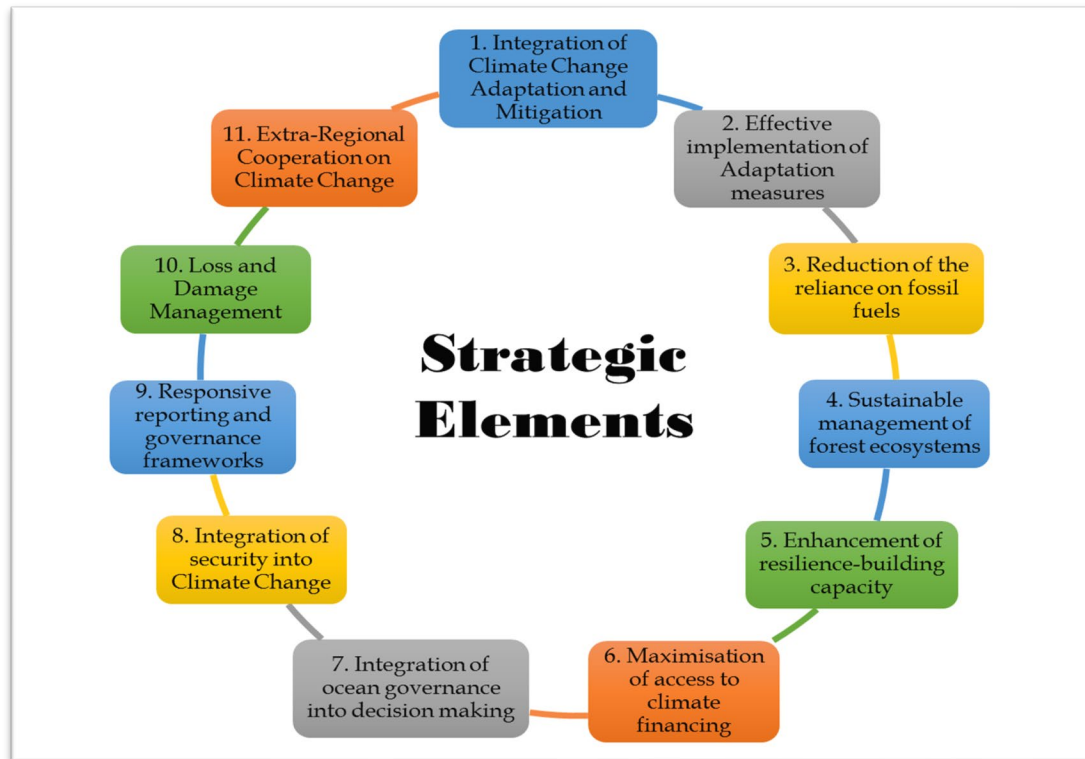 1. Integration of
Climate Change
Adaptation and
Mitigation
2. Effective
implementation of
Adaptation
measures
3. Reduction of the
reliance on fossil
fuels
4. Sustainable
management of
forest ecosystems
5. Enhancement of
resilience-building
capacity
6. Maximisation
of access to
climate
financing
7. Integration of
ocean governance
into decision making
8. Integration of
security into
Climate Change
9. Responsive
reporting and
governance
frameworks
10. Loss and
Damage
Management
11. Extra-Regional
Cooperation on
Climate Change
Strategic
Elements